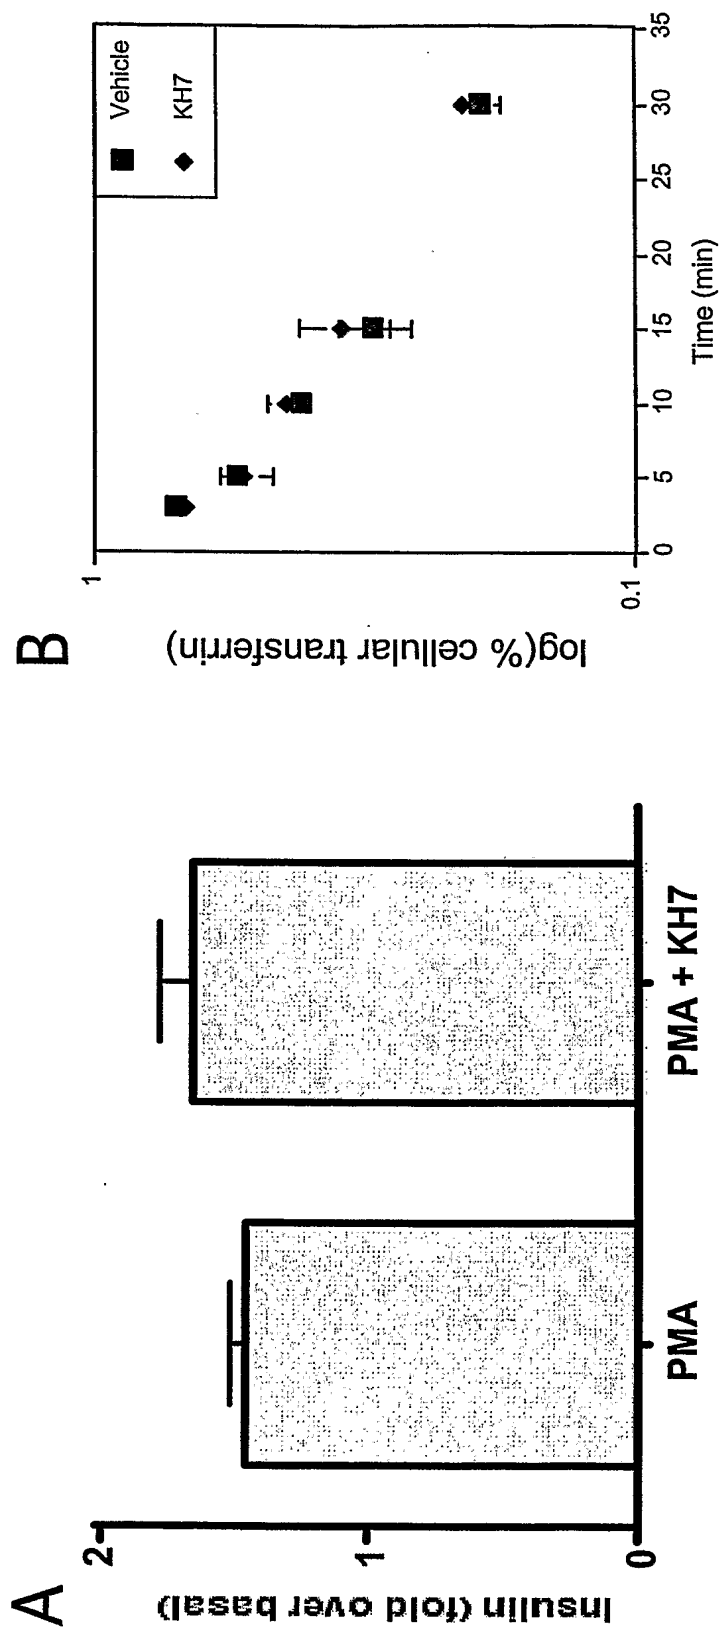 A
Insulin (fold over basal)
2
1
0
PMA
PMA + KH7
B
log(% cellular transferrin)
1
0.1
Vehicle
KH7
0
5
10
15
20
25
30
35
Time (min)